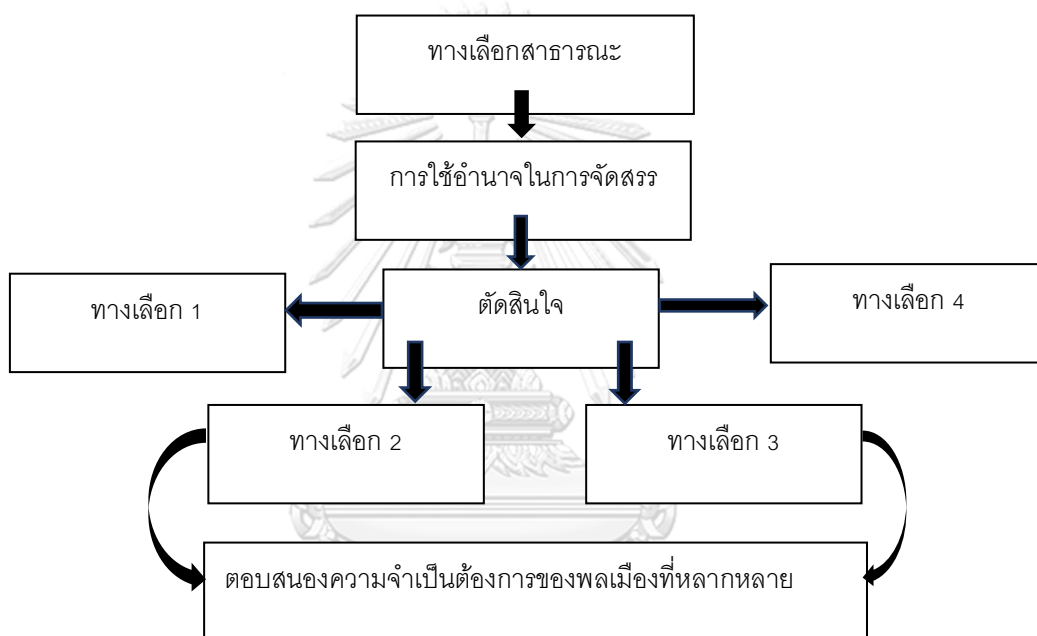 ทางเลือกสาธารณะ
การใช้อำนาจในการจัดสรร
ตัดสินใจ
ทางเลือก 1
ทางเลือก 4
ทางเลือก 2
ทางเลือก 3
ตอบสนองความจำเป็นต้องการของพลเมืองที่หลากหลาย